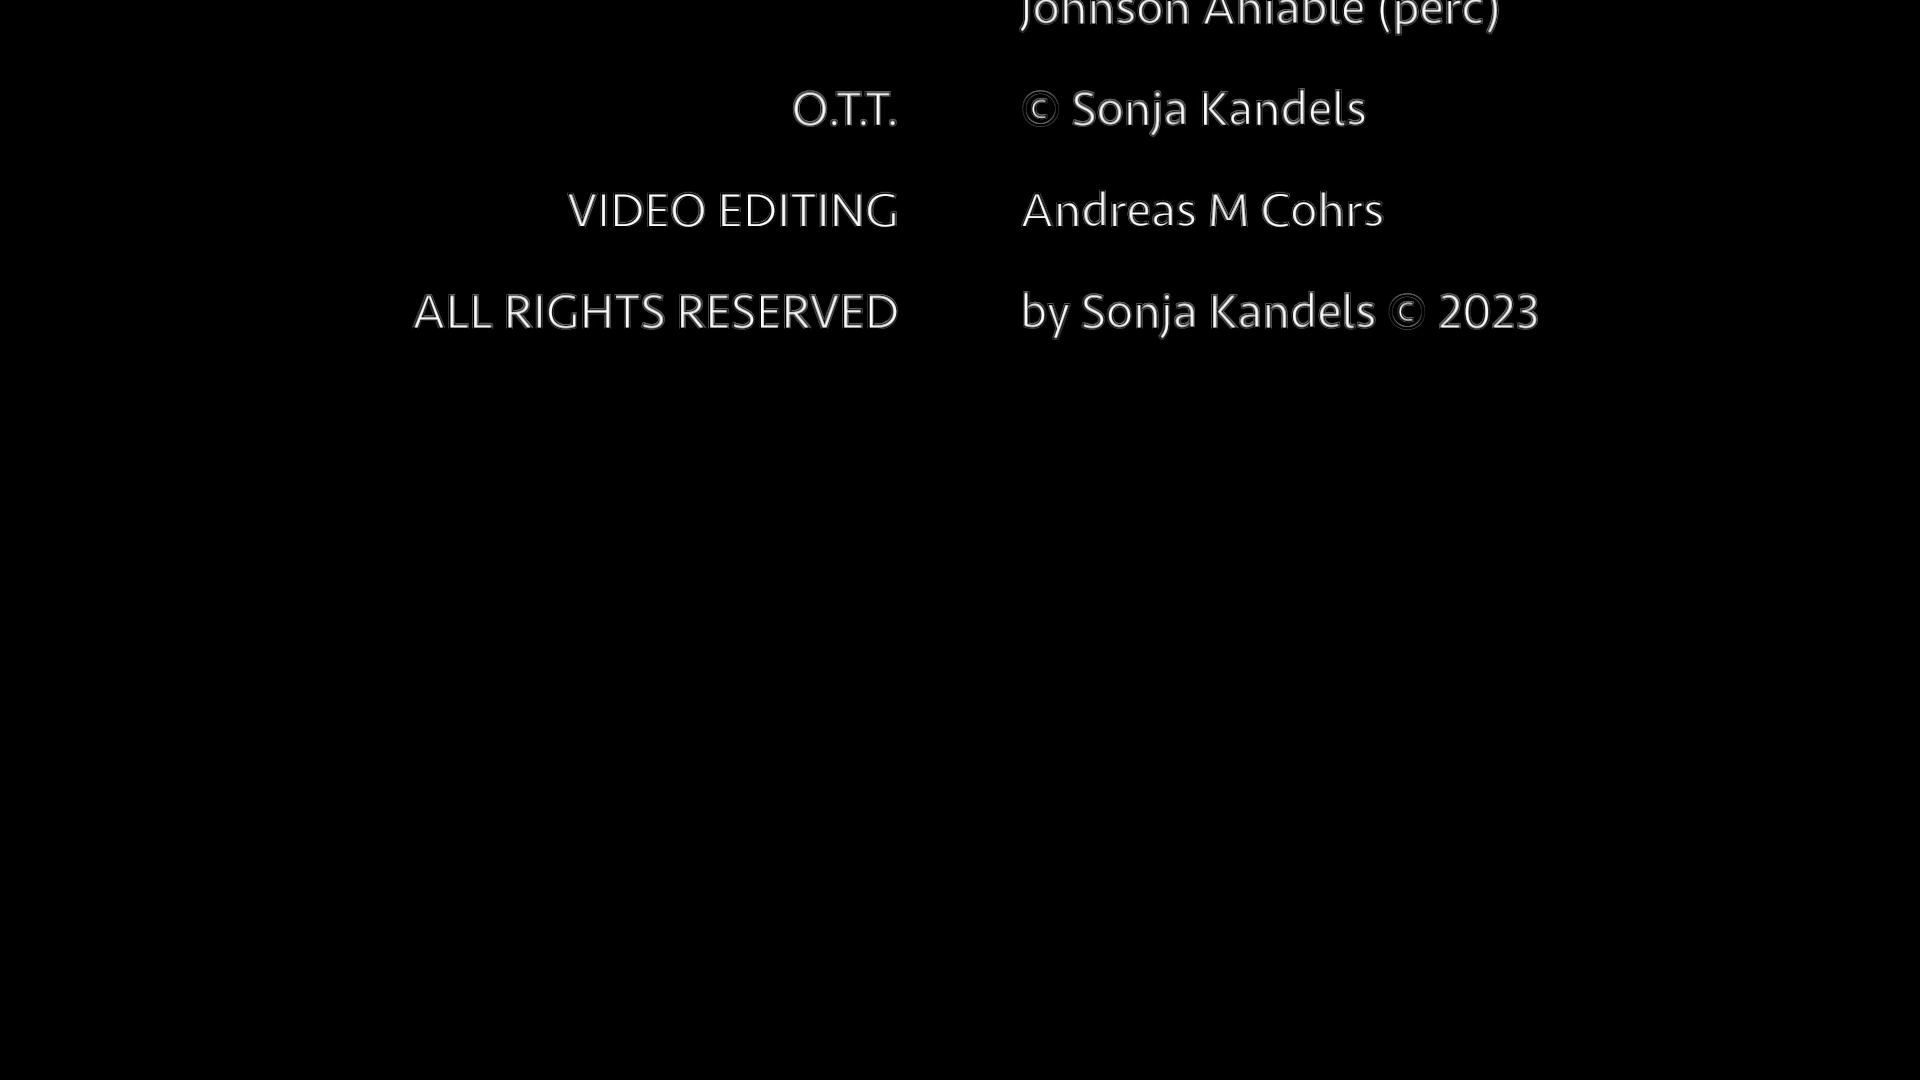 Johnson Ahiable (perc)
O.T.T. © Sonja Kandels
VIDEO EDITING Andreas M Cohrs
ALL RIGHTS RESERVED by Sonja Kandels © 2023